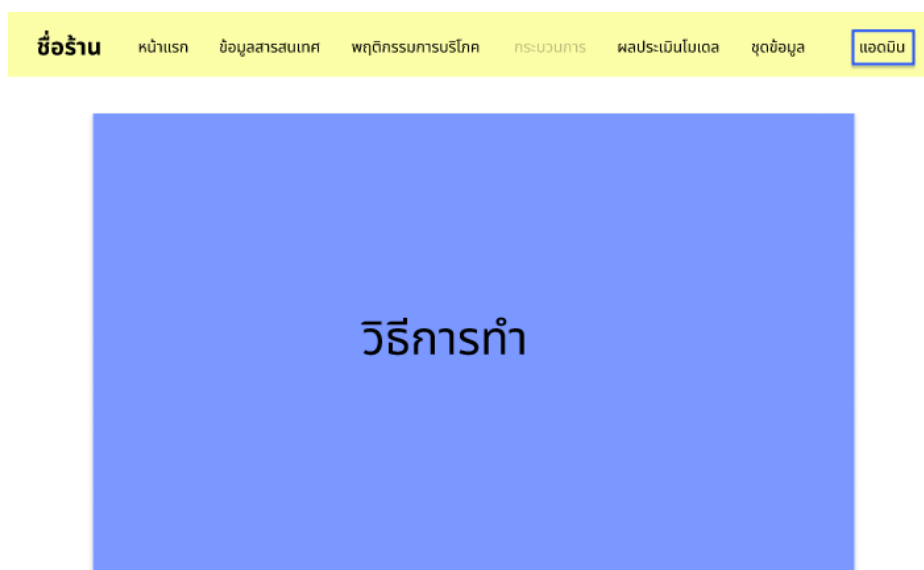 ชื่อร้าน หน้าแรก ข้อมูลสารสนเทศ พฤติกรรมการบริโภค กระบวนการ ผลประเมินโมเดล ชุดข้อมูล แอดมิน
วิธีการทำ